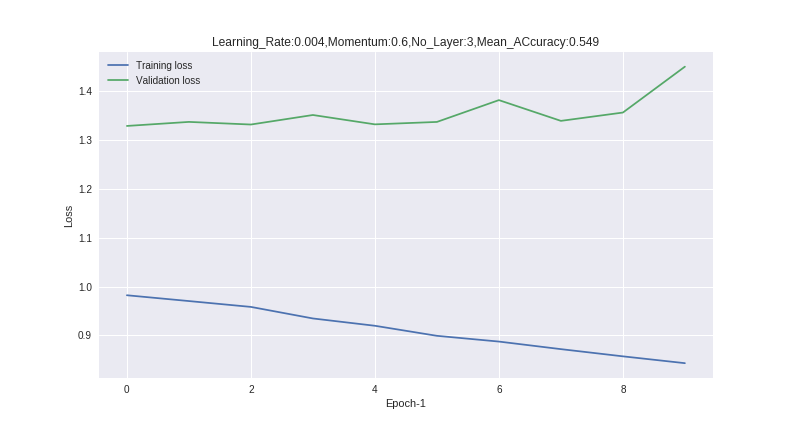 Learning_Rate:0.004,Momentum:0.6,No_Layer:3,Mean_ACcuracy:0.549
Training loss
Validation loss
1.4
1.3
1.2
1.1
1.0
0.9
Loss
0 2 4 6 8
Epoch-1